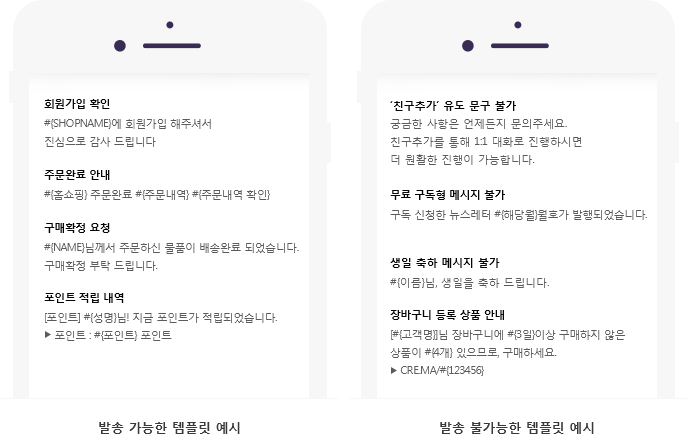 회원가입 확인
#{SHOPNAME}에 회원가입 해주셔서
진심으로 감사 드립니다
주문완료 안내
#{홈쇼핑} 주문완료 #{주문내역} #{주문내역 확인}
구매확정 요청
#{NAME}님께서 주문하신 물품이 배송완료 되었습니다.
구매확정 부탁 드립니다.
포인트 적립 내역
[포인트] #{성명}님! 지금 포인트가 적립되었습니다.
▶ 포인트 : #{포인트} 포인트
발송 가능한 템플릿 예시
‘친구추가’ 유도 문구 불가
궁금한 사항은 언제든지 문의주세요.
친구추가를 통해 1:1 대화로 진행하시면
더 원활한 진행이 가능합니다.
무료 구독형 메시지 불가
구독 신청한 뉴스레터 #{해당월}월호가 발행되었습니다.
생일 축하 메시지 불가
#{이름}님, 생일을 축하 드립니다.
장바구니 등록 상품 안내
[#{고객명}]님 장바구니에 #{3일}이상 구매하지 않은
상품이 #{4개} 있으므로, 구매하세요.
▶ CRE.MA/#{123456}
발송 불가능한 템플릿 예시